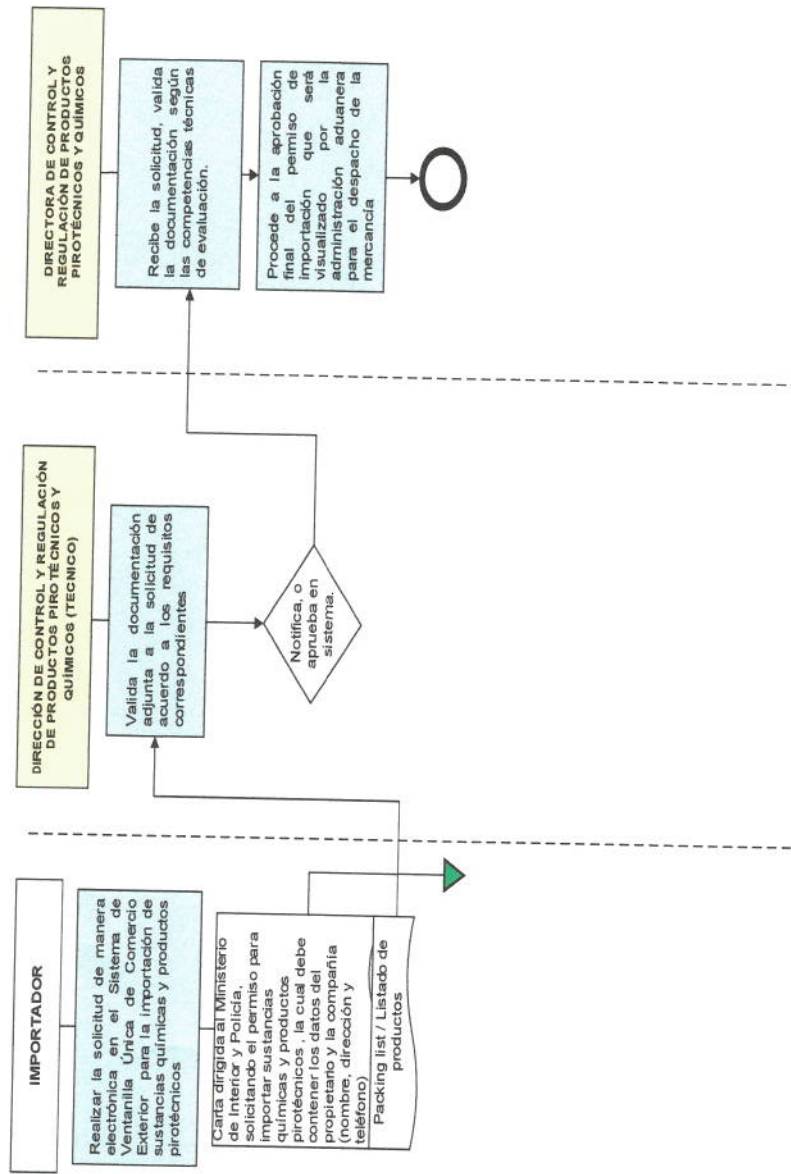 IMPORTADOR
Realizar la solicitud de manera
electrónica en el Sistema de
Ventanilla Única de Comercio
Exterior para la importación de
sustancias químicas y productos
pirotécnicos
Carta dirigida al Ministerio
de Interior y Policía,
solicitando el permiso para
importar sustancias
químicas y productos
pirotécnicos , la cual debe
contener los datos del
propietario y la compañía
(nombre, dirección y
teléfono)
Packing list / Listado de
productos
DIRECCIÓN DE CONTROL Y REGULACIÓN
DE PRODUCTOS PIROTÉCNICOS Y
QUÍMICOS (TECNICO)
Valida la documentación
adjunta a la solicitud de
acuerdo a los requisitos
correspondientes
Notifica, o
aprueba en
sistema.
DIRECTORA DE CONTROL Y
REGULACIÓN DE PRODUCTOS
PIROTÉCNICOS Y QUÍMICOS
Recibe la solicitud, valida
la documentación según
las competencias técnicas
de evaluación.
Procede a la aprobación
final del permiso de
importación que será
visualizado por la
administración aduanera
para el despacho de la
mercancía